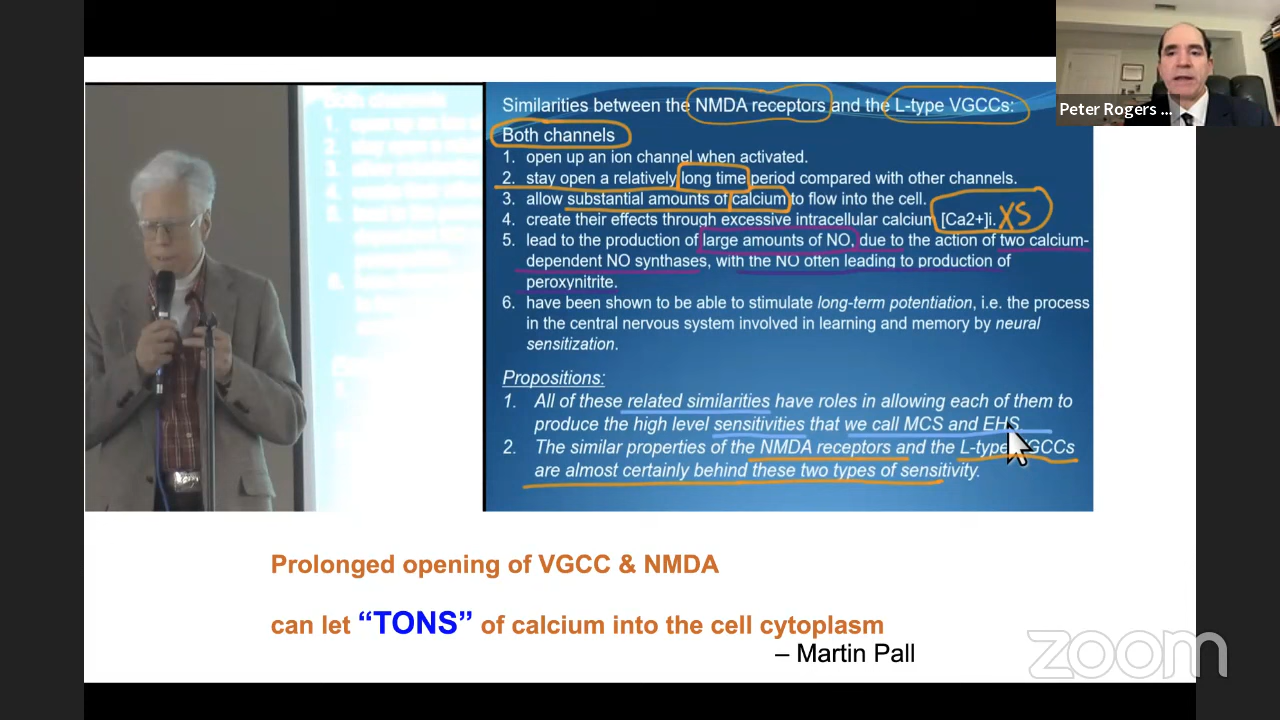 Peter Rogers ...
Similarities between the NMDA receptors and the L-type VGCCs:
Both channels
1. open up an ion channel when activated.
2. stay open a relatively long time period compared with other channels.
3. allow substantial amounts of calcium to flow into the cell.
4. create their effects through excessive intracellular calcium [Ca2+]i. XS
5. lead to the production of large amounts of NO, due to the action of two calcium-
dependent NO synthases, with the NO often leading to production of
peroxynitrite.
6. have been shown to be able to stimulate long-term potentiation, i.e. the process
in the central nervous system involved in learning and memory by neural
sensitization.
Propositions:
1. All of these related similarities have roles in allowing each of them to
produce the high level sensitivities that we call MCS and EHS
2. The similar properties of the NMDA receptors and the L-type VGCCs
are almost certainly behind these two types of sensitivity.
Prolonged opening of VGCC & NMDA
can let “TONS” of calcium into the cell cytoplasm
– Martin Pall
zoom